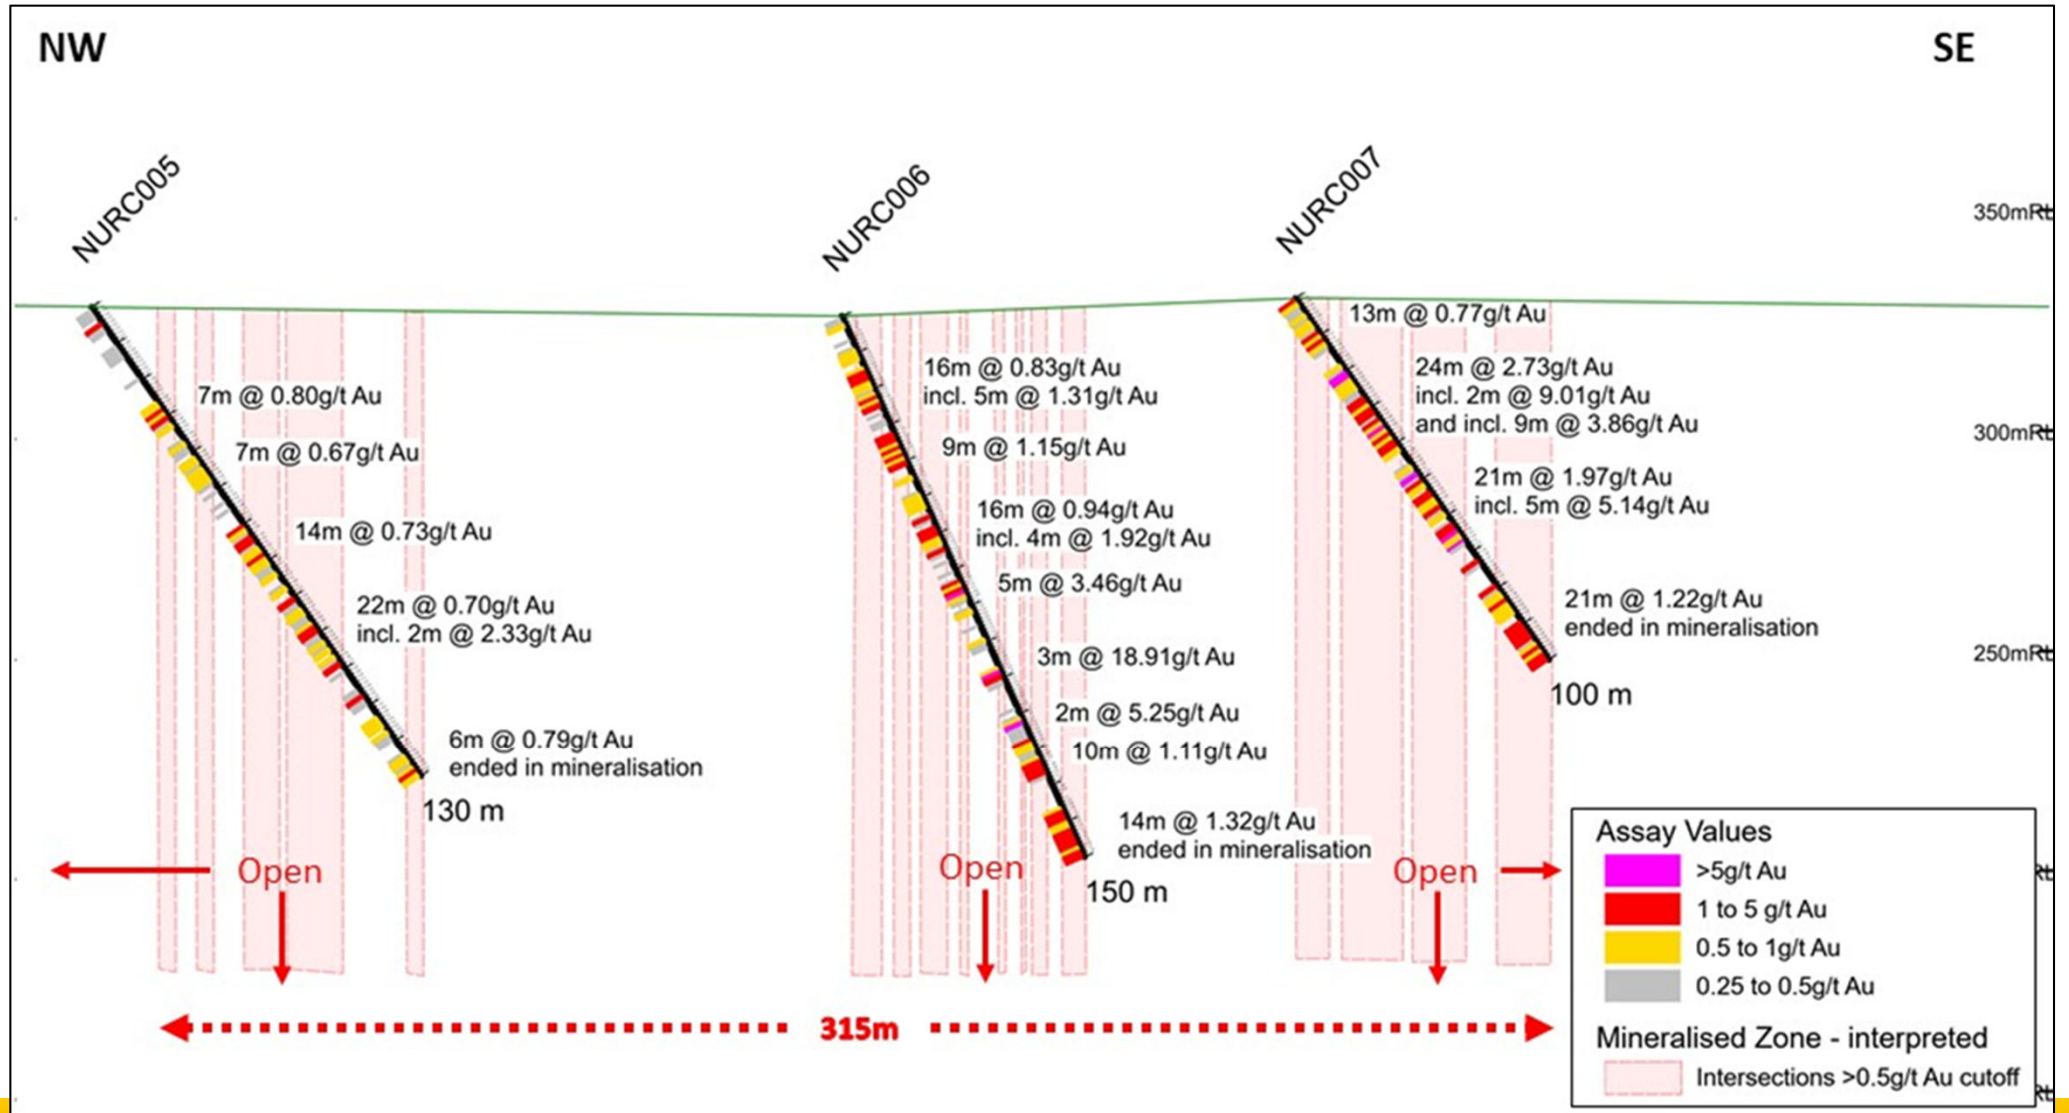 NW
SE
NURC005
NURC006
NURC007
350mRL
300mRL
250mRL
7m @ 0.80g/t Au
7m @ 0.67g/t Au
14m @ 0.73g/t Au
22m @ 0.70g/t Au
incl. 2m @ 2.33g/t Au
6m @ 0.79g/t Au
ended in mineralisation
130 m
16m @ 0.83g/t Au
incl. 5m @ 1.31g/t Au
9m @ 1.15g/t Au
16m @ 0.94g/t Au
incl. 4m @ 1.92g/t Au
5m @ 3.46g/t Au
3m @ 18.91g/t Au
2m @ 5.25g/t Au
10m @ 1.11g/t Au
14m @ 1.32g/t Au
ended in mineralisation
150 m
13m @ 0.77g/t Au
24m @ 2.73g/t Au
incl. 2m @ 9.01g/t Au
and incl. 9m @ 3.86g/t Au
21m @ 1.97g/t Au
incl. 5m @ 5.14g/t Au
21m @ 1.22g/t Au
ended in mineralisation
100 m
Open
Open
Open
315m
Assay Values
>5g/t Au
1 to 5 g/t Au
0.5 to 1g/t Au
0.25 to 0.5g/t Au
Mineralised Zone - interpreted
Intersections >0.5g/t Au cutoff